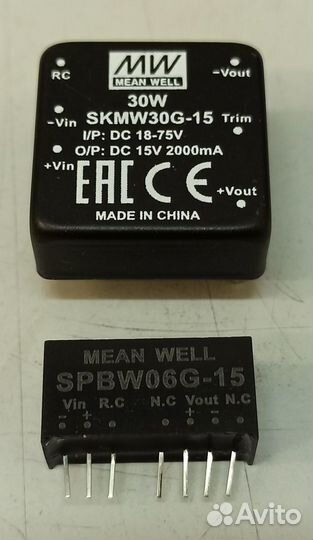 RC
MW
MEAN WELL
-Vout
30W
-Vin
SKMW30G-15
Trim
I/P: DC 18-75V
O/P: DC 15V 2000mA
+Vin
EAC CE
+Vout
MADE IN CHINA
MEAN WELL
SPBW06G-15
Vin R.C N.C Vout N.C
- + + -
Avito